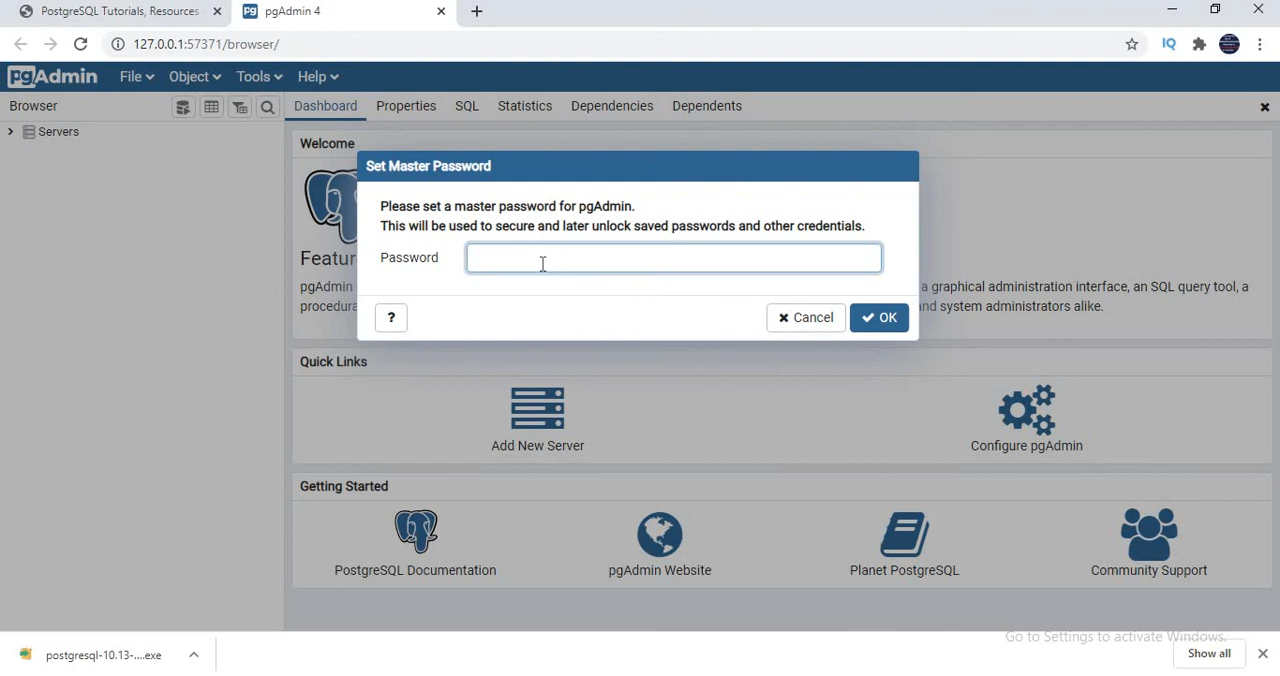 PostgreSQL Tutorials, Resources
pgAdmin 4
127.0.0.1:57371/browser/
IQ
pgAdmin File Object Tools Help
Browser
Dashboard Properties SQL Statistics Dependencies Dependents
Servers
Welcome
Set Master Password
Please set a master password for pgAdmin.
This will be used to secure and later unlock saved passwords and other credentials.
Password
Featur
pgAdmin a graphical administration interface, an SQL query tool, a
procedura nd system administrators alike.
? Cancel OK
Quick Links
Add New Server
Configure pgAdmin
Getting Started
PostgreSQL Documentation
pgAdmin Website
Planet PostgreSQL
Community Support
Go to Settings to activate Windows.
postgresql-10.13-....exe
Show all